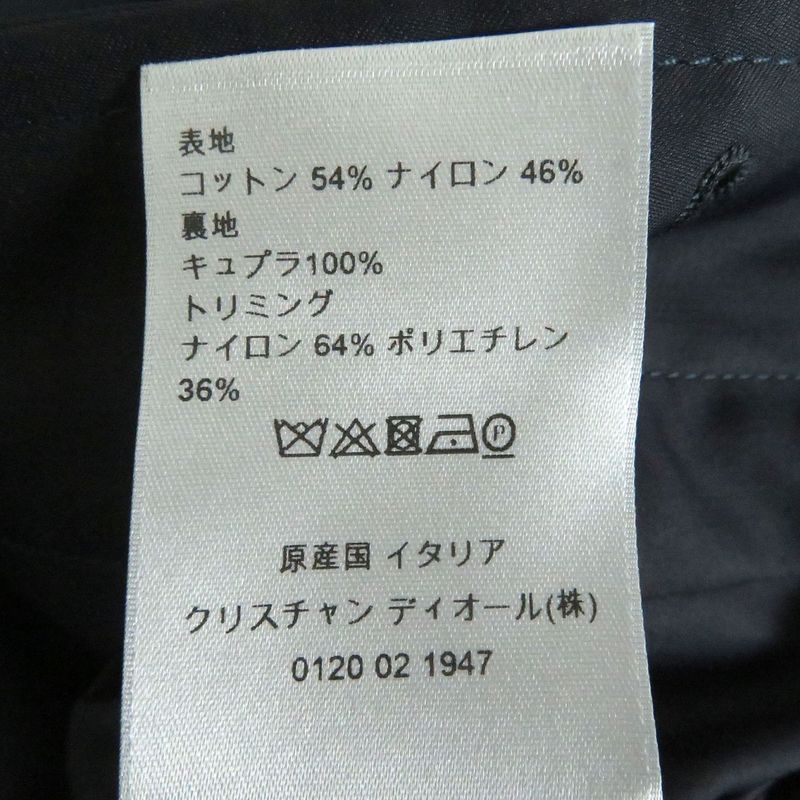 表地
コットン 54% ナイロン 46%
裏地
キュプラ100%
トリミング
ナイロン 64% ポリエチレン
36%
P
原産国 イタリア
クリスチャン ディオール(株)
0120 02 1947